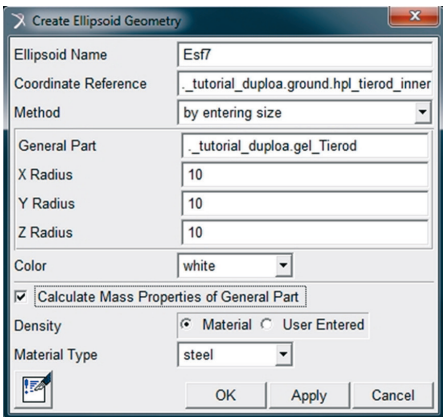 Create Ellipsoid Geometry
Ellipsoid Name Esf7
Coordinate Reference ._tutorial_duploa.ground.hpl_tierod_inner
Method by entering size
General Part ._tutorial_duploa.gel_Tierod
X Radius 10
Y Radius 10
Z Radius 10
Color white
Calculate Mass Properties of General Part
Density Material User Entered
Material Type steel
OK Apply Cancel